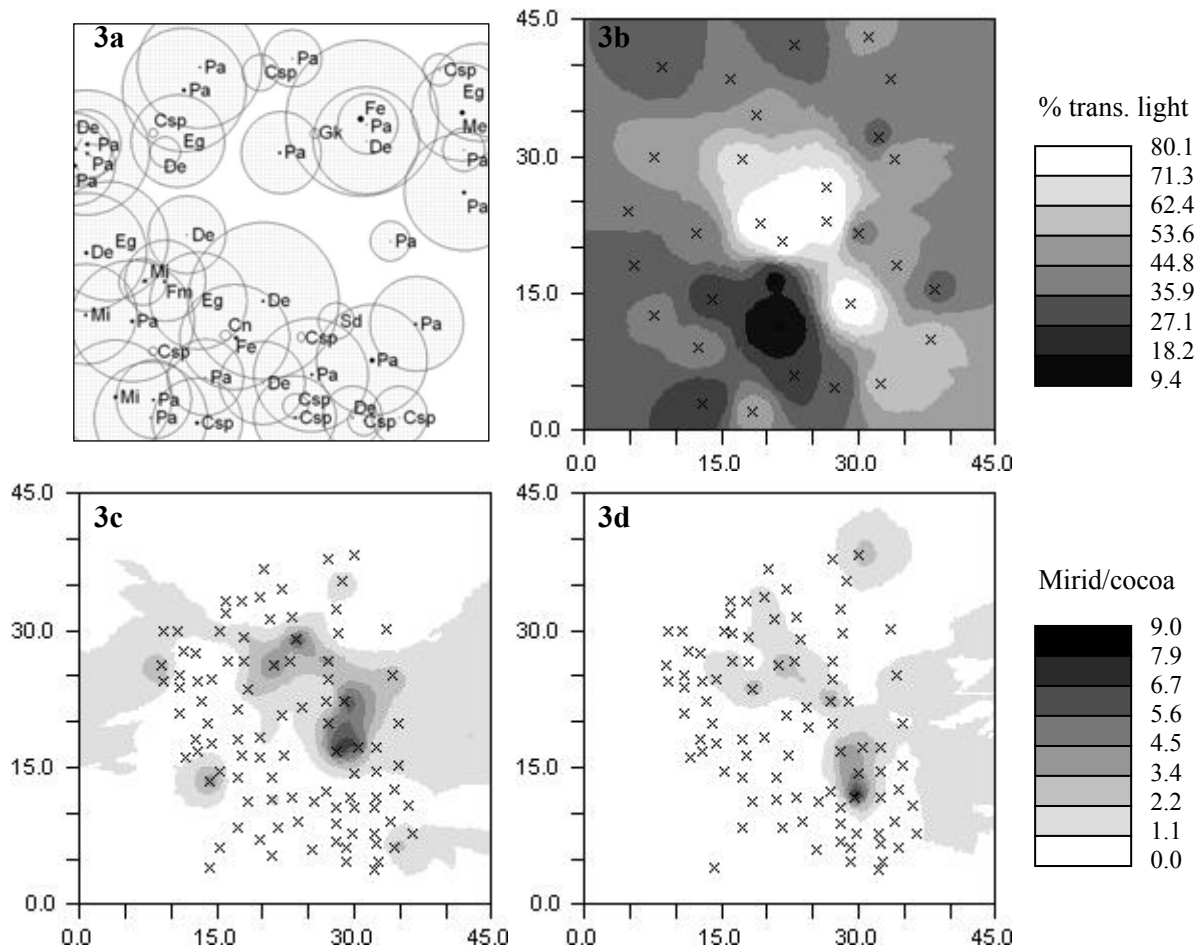 3a
Pa
Csp
Csp
Pa
Eg
Fe
De
Csp
Pa
Me
Pa
Gk
Eg
De
Pa
De
Pa
Pa
Pa
Pa
De
Pa
Eg
De
Mi
Fm
Eg
De
Mi
Pa
Cn
Sd
Pa
Fe
Csp
Csp
Pa
Pa
De
Pa
Mi
Pa
Csp
De
Pa
Csp
Csp
Csp
Csp
3b
45.0
30.0
15.0
0.0
0.0
15.0
30.0
45.0
% trans. light
80.1
71.3
62.4
53.6
44.8
35.9
27.1
18.2
9.4
3c
45.0
30.0
15.0
0.0
0.0
15.0
30.0
45.0
3d
45.0
30.0
15.0
0.0
0.0
15.0
30.0
45.0
Mirid/cocoa
9.0
7.9
6.7
5.6
4.5
3.4
2.2
1.1
0.0